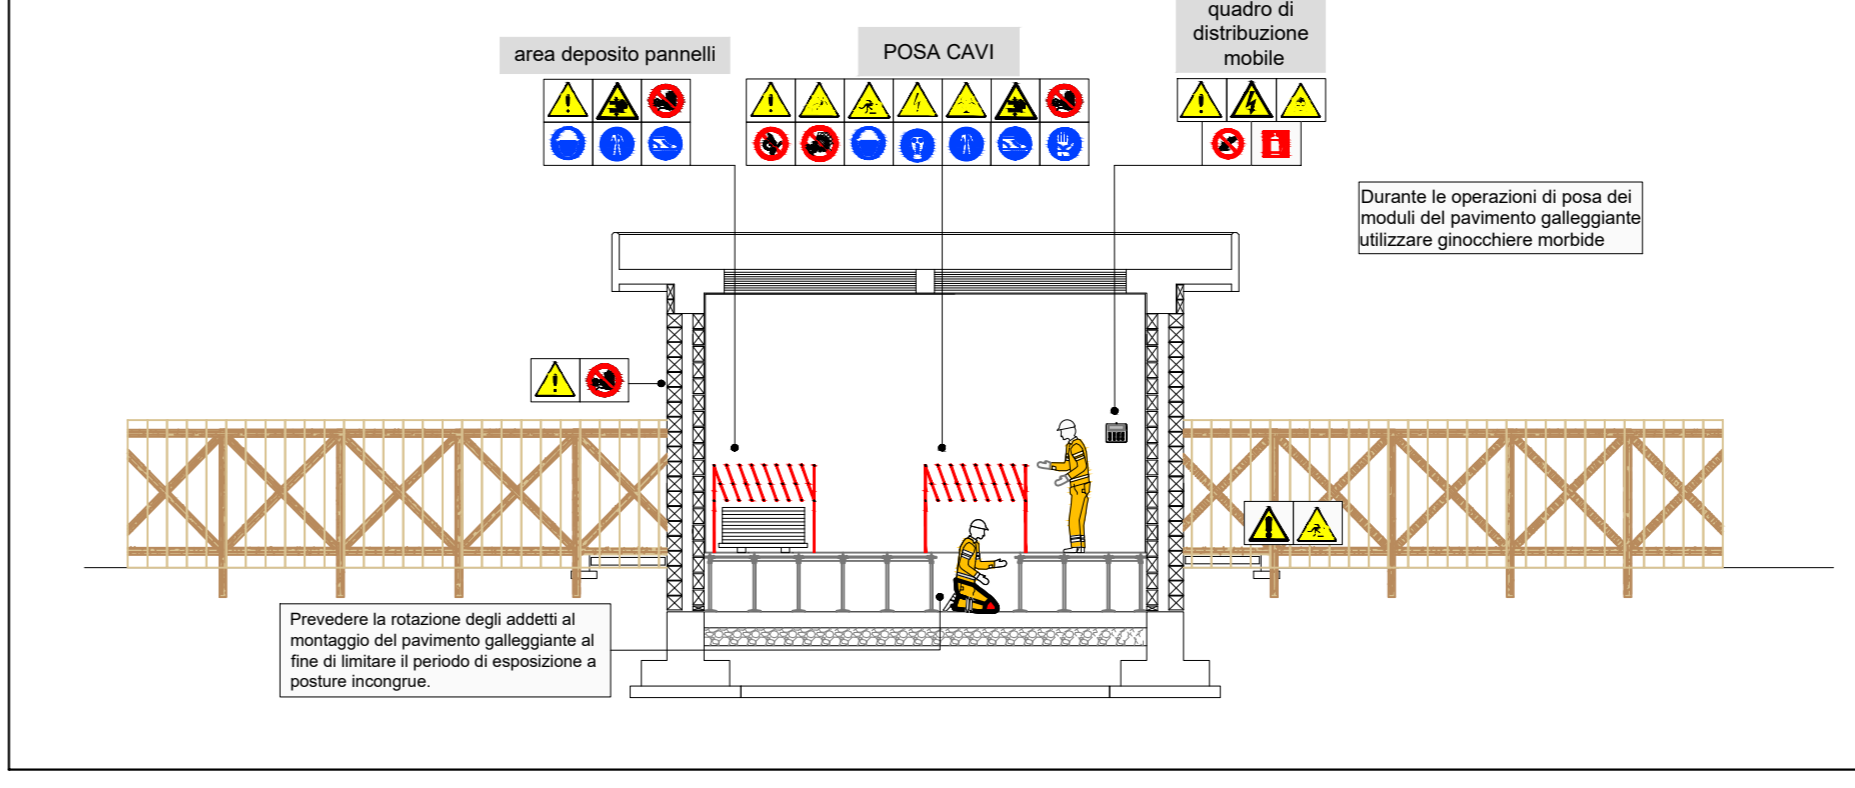 area deposito pannelli
POSA CAVI
quadro di
distribuzione
mobile
Durante le operazioni di posa dei
moduli del pavimento galleggiante
utilizzare ginocchiere morbide
Prevedere la rotazione degli addetti al
montaggio del pavimento galleggiante al
fine di limitare il periodo di esposizione a
posture incongrue.